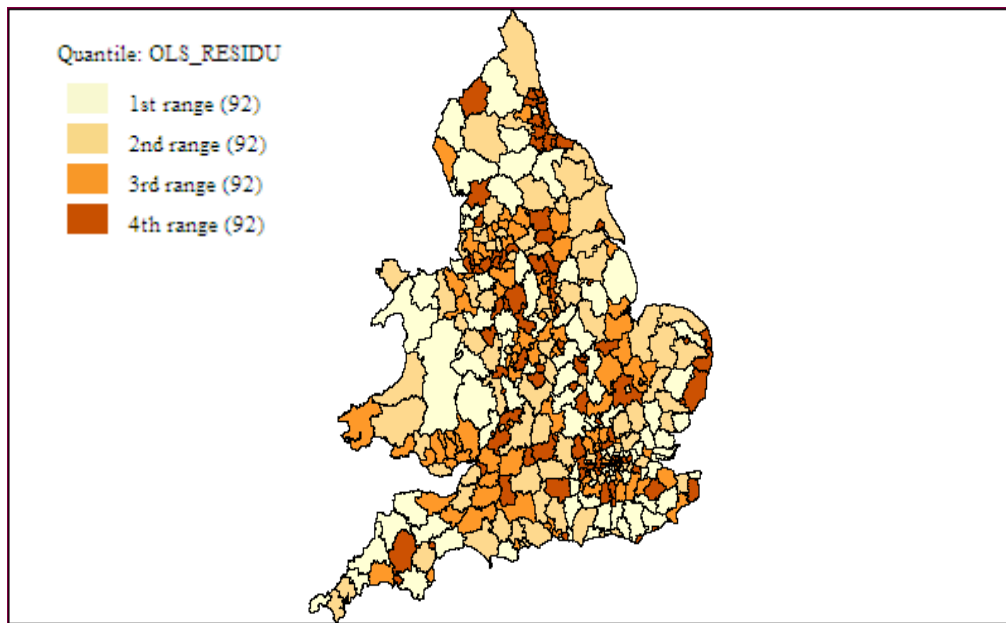 Quantile: OLS_RESIDU
1st range (92)
2nd range (92)
3rd range (92)
4th range (92)